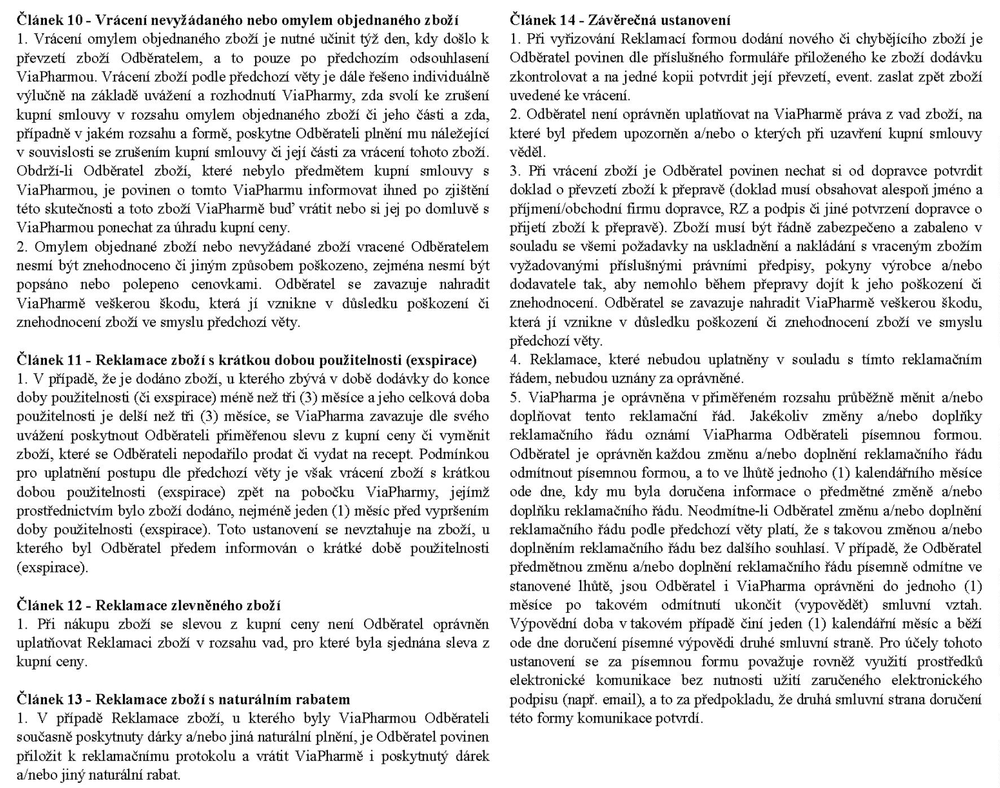 Článek 10 - Vrácení nevyžádaného nebo omylem objednaného zboží
1. Vrácení omylem objednaného zboží je nutné učinit týž den, kdy došlo k
převzetí zboží Odběratelem, a to pouze po předchozím odsouhlasení
ViaPharmou. Vrácení zboží podle předchozí věty je dále řešeno individuálně
výlučně na základě uvážení a rozhodnutí ViaPharmy, zda svolí ke zrušení
kupní smlouvy v rozsahu omylem objednaného zboží či jeho části a zda,
případně v jakém rozsahu a formě, poskytne Odběrateli plnění mu náležející
v souvislosti se zrušením kupní smlouvy či její části za vrácení tohoto zboží.
Obdrží-li Odběratel zboží, které nebylo předmětem kupní smlouvy s
ViaPharmou, je povinen o tomto ViaPharmu informovat ihned po zjištění
této skutečnosti a toto zboží ViaPharmě buď vrátit nebo si jej po domluvě s
ViaPharmou ponechat za úhradu kupní ceny.
2. Omylem objednané zboží nebo nevyžádané zboží vracené Odběratelem
nesmí být znehodnoceno či jiným způsobem poškozeno, zejména nesmí být
popsáno nebo polepeno cenovkami. Odběratel se zavazuje nahradit
ViaPharmě veškerou škodu, která jí vznikne v důsledku poškození či
znehodnocení zboží ve smyslu předchozí věty.
Článek 11 - Reklamace zboží s krátkou dobou použitelnosti (exspirace)
1. V případě, že je dodáno zboží, u kterého zbývá v době dodávky do konce
doby použitelnosti (či exspirace) méně než tři (3) měsíce a jeho celková doba
použitelnosti je delší než tři (3) měsíce, se ViaPharma zavazuje dle svého
uvážení poskytnout Odběrateli přiměřenou slevu z kupní ceny či vyměnit
zboží, které se Odběrateli nepodařilo prodat či vydat na recept. Podmínkou
pro uplatnění postupu dle předchozí věty je však vrácení zboží s krátkou
dobou použitelnosti (exspirace) zpět na pobočku ViaPharmy, jejímž
prostřednictvím bylo zboží dodáno, nejméně jeden (1) měsíc před vypršením
doby použitelnosti (exspirace). Toto ustanovení se nevztahuje na zboží, u
kterého byl Odběratel předem informován o krátké době použitelnosti
(exspirace).
Článek 12 - Reklamace zlevněného zboží
1. Při nákupu zboží se slevou z kupní ceny není Odběratel oprávněn
uplatňovat Reklamaci zboží v rozsahu vad, pro které byla sjednána sleva z
kupní ceny.
Článek 13 - Reklamace zboží s naturálním rabatem
1. V případě Reklamace zboží, u kterého byly ViaPharmou Odběrateli
současně poskytnuty dárky a/nebo jiná naturální plnění, je Odběratel povinen
přiložit k reklamačnímu protokolu a vrátit ViaPharmě i poskytnutý dárek
a/nebo jiný naturální rabat.
Článek 14 - Závěrečná ustanovení
1. Při vyřizování Reklamací formou dodání nového či chybějícího zboží je
Odběratel povinen dle příslušného formuláře přiloženého ke zboží dodávku
zkontrolovat a na jedné kopii potvrdit její převzetí, event. zaslat zpět zboží
uvedené ke vrácení.
2. Odběratel není oprávněn uplatňovat na ViaPharmě práva z vad zboží, na
které byl předem upozorněn a/nebo o kterých při uzavření kupní smlouvy
věděl.
3. Při vrácení zboží je Odběratel povinen nechat si od dopravce potvrdit
doklad o převzetí zboží k přepravě (doklad musí obsahovat alespoň jméno a
příjmení/obchodní firmu dopravce, RZ a podpis či jiné potvrzení dopravce o
přijetí zboží k přepravě). Zboží musí být řádně zabezpečeno a zabaleno v
souladu se všemi požadavky na uskladnění a nakládání s vraceným zbožím
vyžadovanými příslušnými právními předpisy, pokyny výrobce a/nebo
dodavatele tak, aby nemohlo během přepravy dojít k jeho poškození či
znehodnocení. Odběratel se zavazuje nahradit ViaPharmě veškerou škodu,
která jí vznikne v důsledku poškození či znehodnocení zboží ve smyslu
předchozí věty.
4. Reklamace, které nebudou uplatněny v souladu s tímto reklamačním
řádem, nebudou uznány za oprávněné.
5. ViaPharma je oprávněna v přiměřeném rozsahu průběžně měnit a/nebo
doplňovat tento reklamační řád. Jakékoliv změny a/nebo doplňky
reklamačního řádu oznámí ViaPharma Odběrateli písemnou formou.
Odběratel je oprávněn každou změnu a/nebo doplnění reklamačního řádu
odmítnout písemnou formou, a to ve lhůtě jednoho (1) kalendářního měsíce
ode dne, kdy mu byla doručena informace o předmětné změně a/nebo
doplňku reklamačního řádu. Neodmítne-li Odběratel změnu a/nebo doplnění
reklamačního řádu podle předchozí věty platí, že s takovou změnou a/nebo
doplněním reklamačního řádu bez dalšího souhlasí. V případě, že Odběratel
předmětnou změnu a/nebo doplnění reklamačního řádu písemně odmítne ve
stanovené lhůtě, jsou Odběratel i ViaPharma oprávněni do jednoho (1)
měsíce po takovém odmítnutí ukončit (vypovědět) smluvní vztah.
Výpovědní doba v takovém případě činí jeden (1) kalendářní měsíc a běží
ode dne doručení písemné výpovědi druhé smluvní straně. Pro účely tohoto
ustanovení se za písemnou formu považuje rovněž využití prostředků
elektronické komunikace bez nutnosti užití zaručeného elektronického
podpisu (např. email), a to za předpokladu, že druhá smluvní strana doručení
této formy komunikace potvrdí.